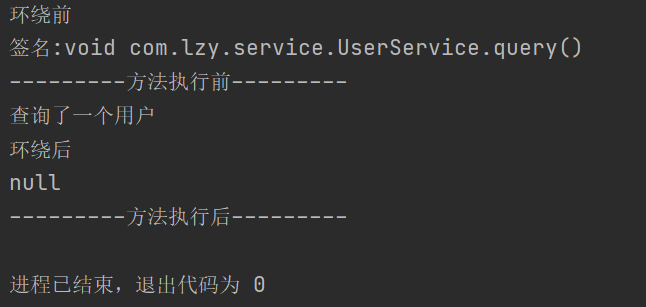 环绕前
签名:void com.lzy.service.UserService.query()
---------方法执行前---------
查询了一个用户
环绕后
null
---------方法执行后---------
进程已结束，退出代码为 0